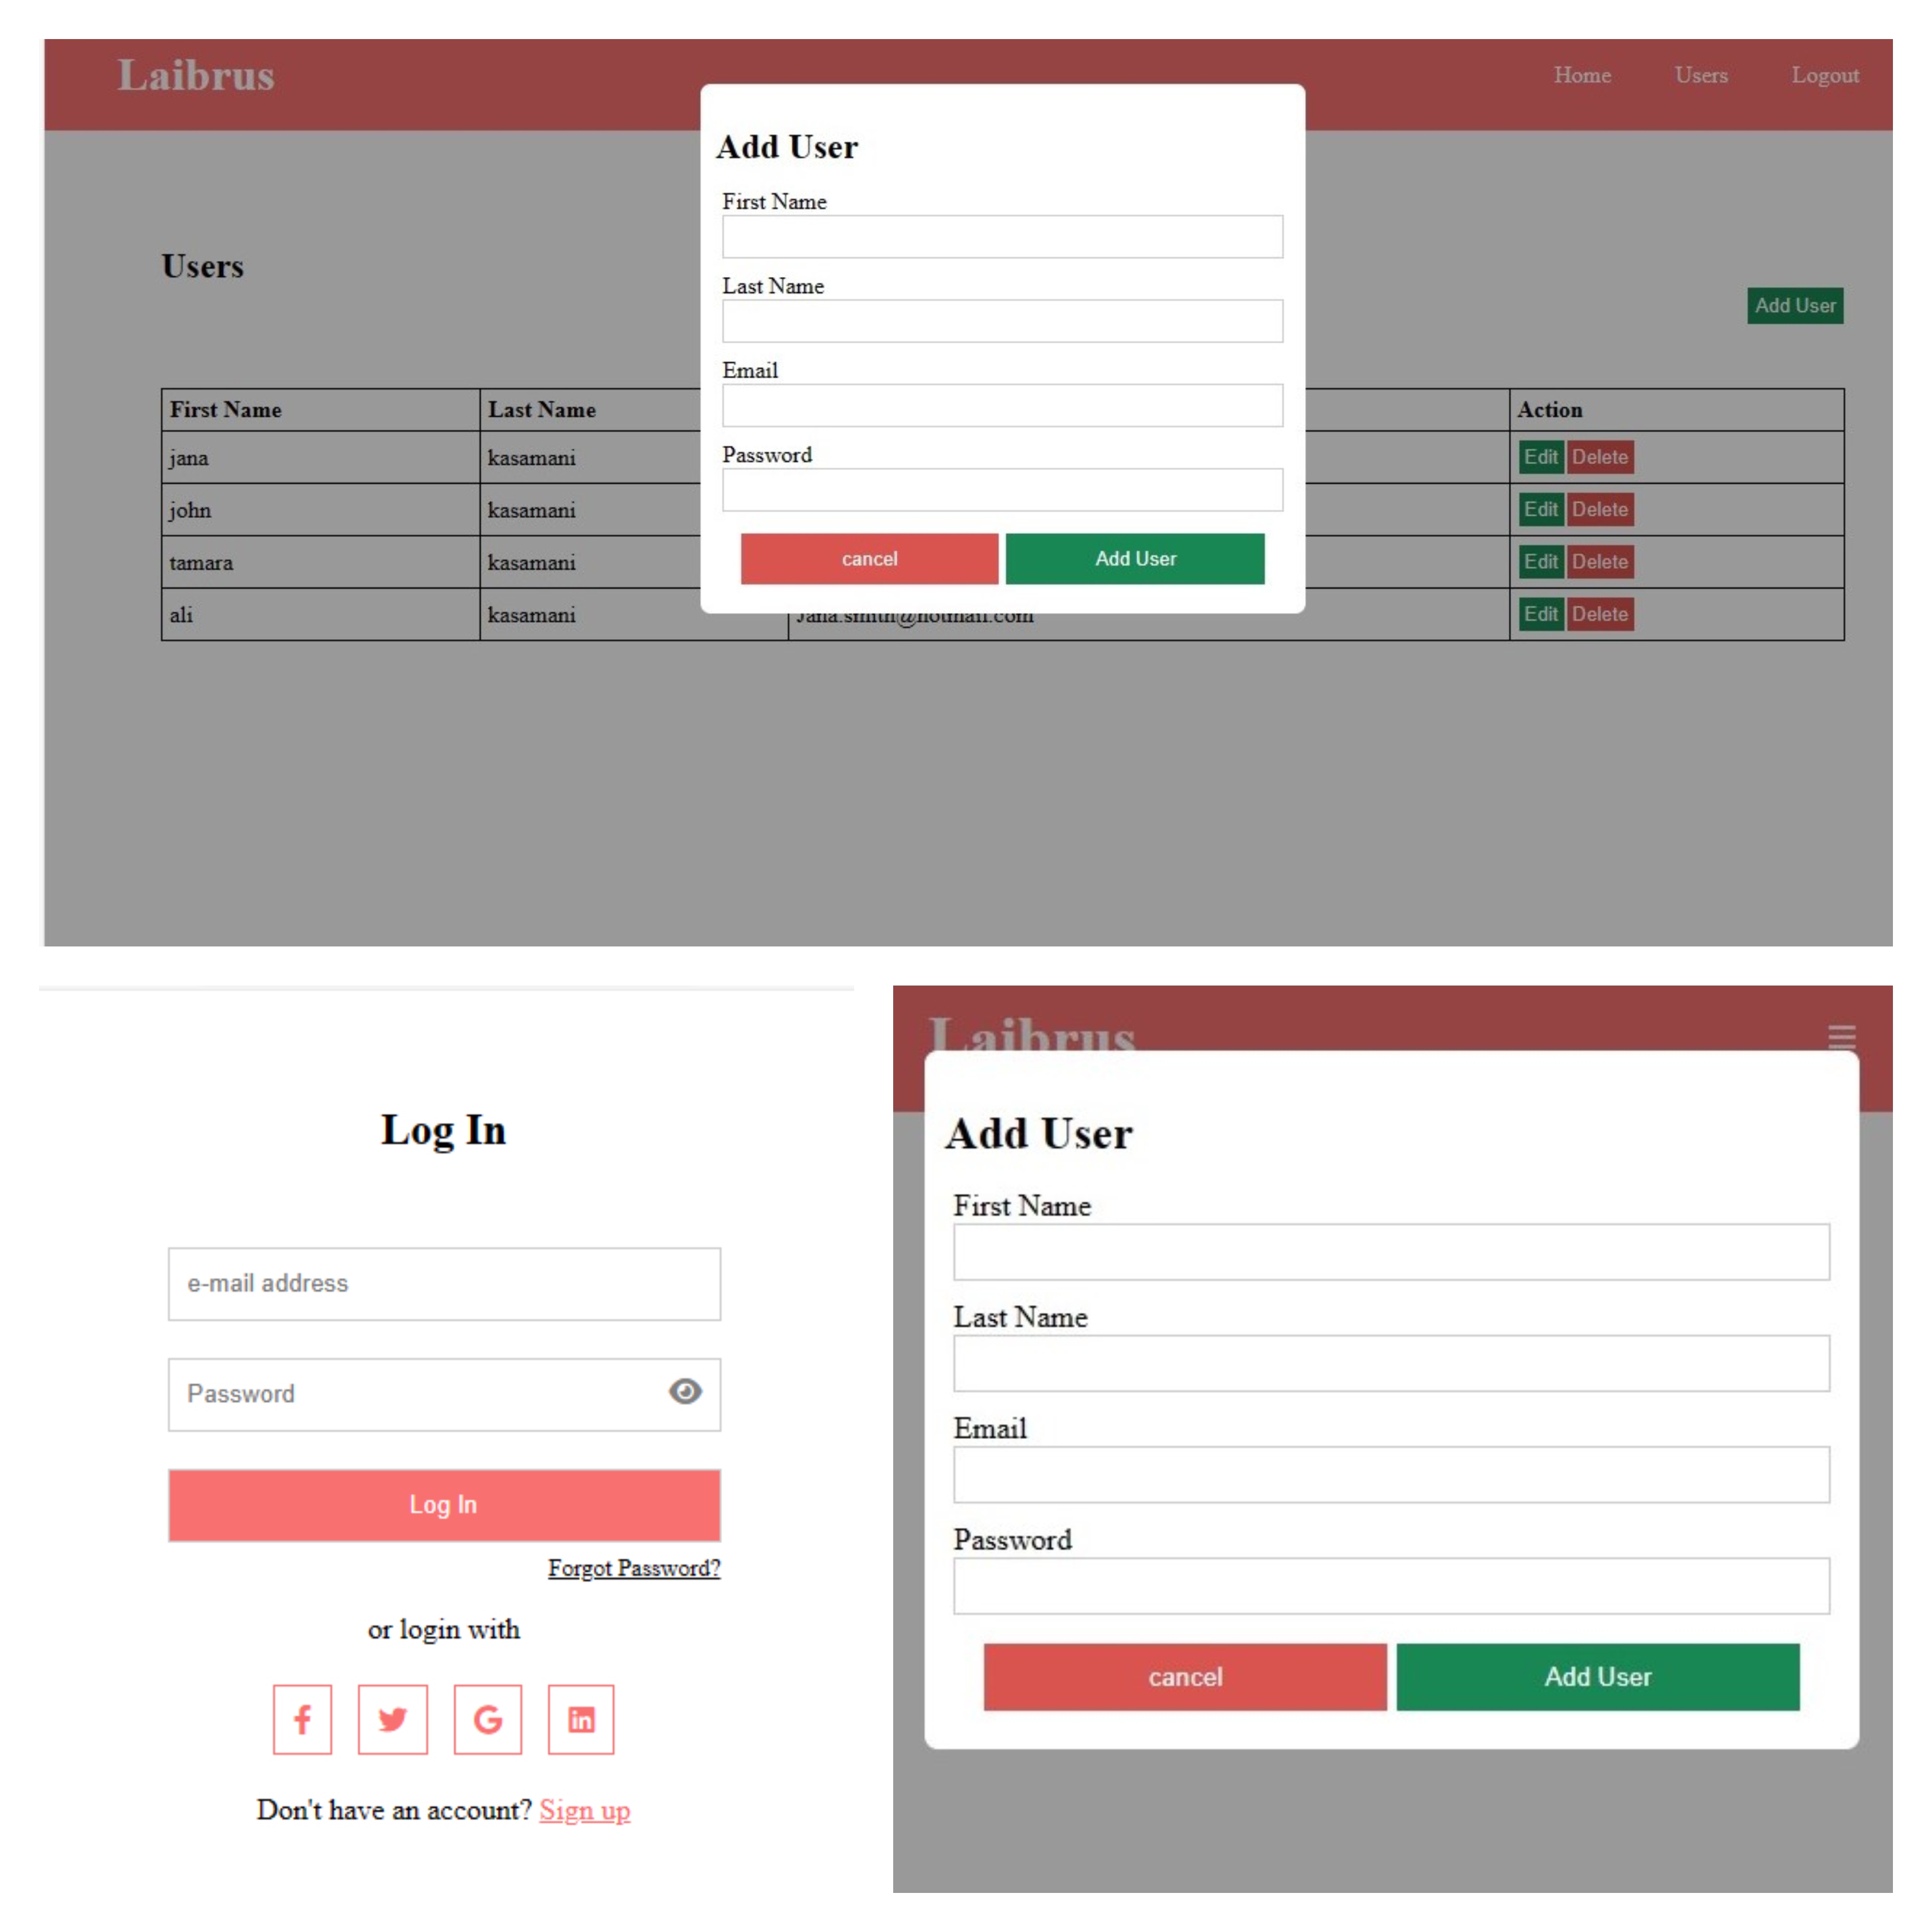 Laibrus Home Users Logout
Add User
First Name
Last Name
Email
Password
cancel Add User
Users
Add User
First Name Last Name Action
jana kasamani Edit Delete
john kasamani Edit Delete
tamara kasamani Edit Delete
ali kasamani Jana.smith@hotmail.com Edit Delete
Log In
e-mail address
Password
Log In
Forgot Password?
or login with
f G in
Don't have an account? Sign up
Laibrus
Add User
First Name
Last Name
Email
Password
cancel Add User